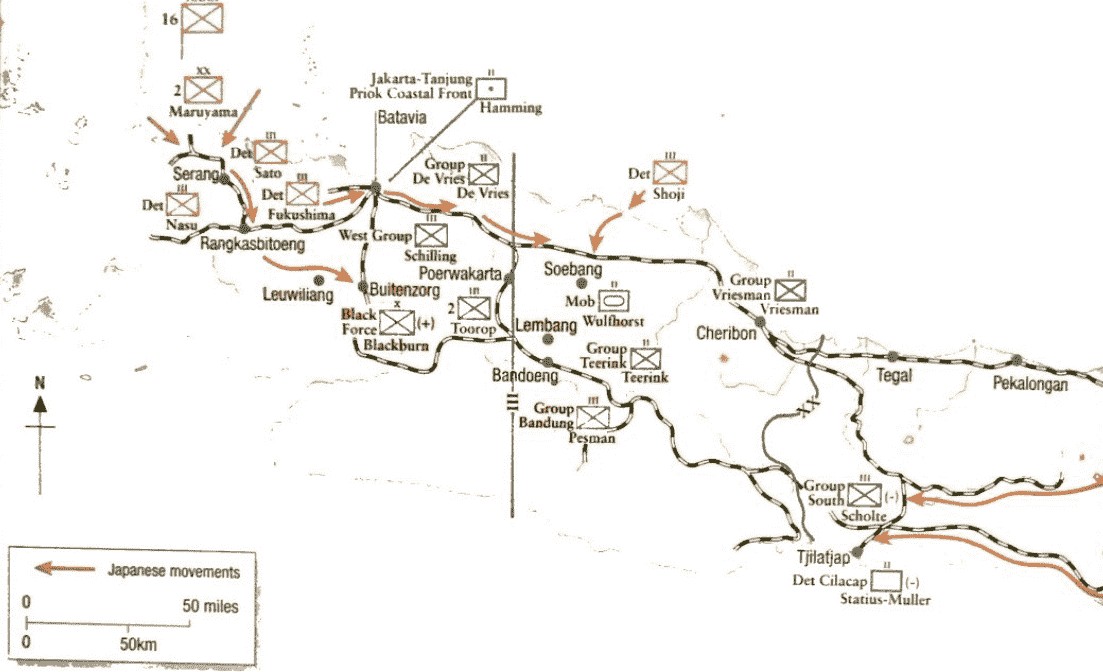 16
XX
2
Maruyama
Jakarta-Tanjung
Priok Coastal Front
II
Hamming
Batavia
III
Det
Sato
Serang
III
Det
Nasu
III
Det
Fukushima
Rangkasbitoeng
Group
De Vries
II
De Vries
III
Det
Shoji
West Group
III
Schilling
Leuwiliang
Buitenzorg
Poerwakarta
Soebang
Black
Force
X
(+)
Blackburn
2
III
Toorop
Mob
II
Wulfhorst
Lembang
Bandoeng
Group
Teerink
II
Teerink
Group
Vriesman
II
Vriesman
Cheribon
Tegal
Pekalongan
III
Group
Bandung
III
Pesman
XX
Group
South
III
(-)
Scholte
Tjilatjap
Det Cilacap
II
(-)
Statius-Muller
N
Japanese movements
0
50 miles
0
50km